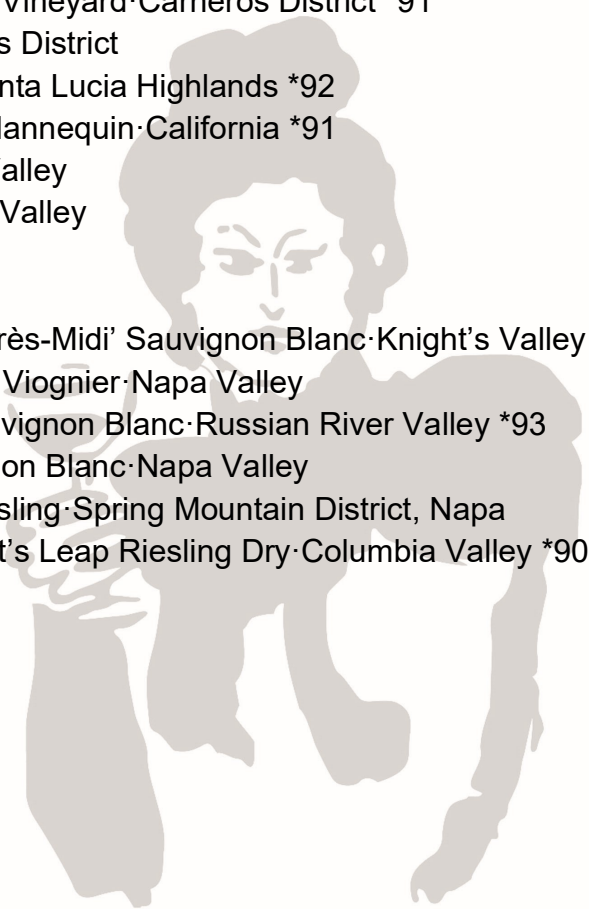 Vineyard·Carneros District *91
s District
nta Lucia Highlands *92
Mannequin·California *91
alley
Valley
rès-Midi’ Sauvignon Blanc·Knight’s Valley
Viognier·Napa Valley
vignon Blanc·Russian River Valley *93
on Blanc·Napa Valley
sling·Spring Mountain District, Napa
t’s Leap Riesling Dry·Columbia Valley *90